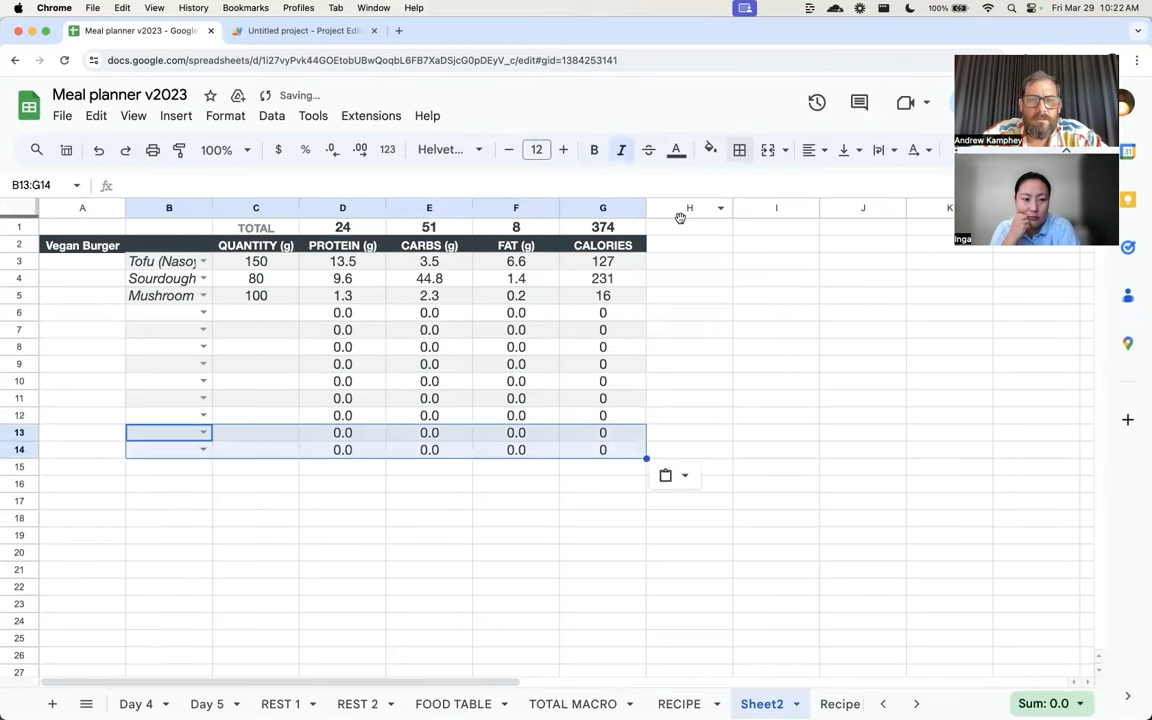 Chrome File Edit View History Bookmarks Profiles Tab Window Help 100% Fri Mar 29 10:22 AM
Meal planner v2023 - Google Untitled project - Project Edit
docs.google.com/spreadsheets/d/1i27vyPvk44GOEtobUBwQoqbL6FB7XaDSjcG0pDEyV_c/edit#gid=1384253141
Meal planner v2023 Saving...
File Edit View Insert Format Data Tools Extensions Help
100% $ % .0 .00 123 Helvet... 12 B I A
Andrew Kamphey
Inga
B13:G14 fx
A B C D E F G H I J K
1 TOTAL 24 51 8 374
2 Vegan Burger QUANTITY (g) PROTEIN (g) CARBS (g) FAT (g) CALORIES
3 Tofu (Nasoy 150 13.5 3.5 6.6 127
4 Sourdough 80 9.6 44.8 1.4 231
5 Mushroom 100 1.3 2.3 0.2 16
6 0.0 0.0 0.0 0
7 0.0 0.0 0.0 0
8 0.0 0.0 0.0 0
9 0.0 0.0 0.0 0
10 0.0 0.0 0.0 0
11 0.0 0.0 0.0 0
12 0.0 0.0 0.0 0
13 0.0 0.0 0.0 0
14 0.0 0.0 0.0 0
15
16
17
18
19
20
21
22
23
24
25
26
27
Day 4 Day 5 REST 1 REST 2 FOOD TABLE TOTAL MACRO RECIPE Sheet2 Recipe Sum: 0.0